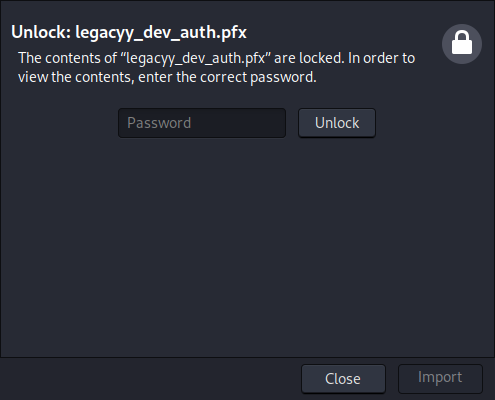 Unlock: legacyy_dev_auth.pfx
The contents of “legacyy_dev_auth.pfx” are locked. In order to
view the contents, enter the correct password.
Password
Unlock
Close
Import